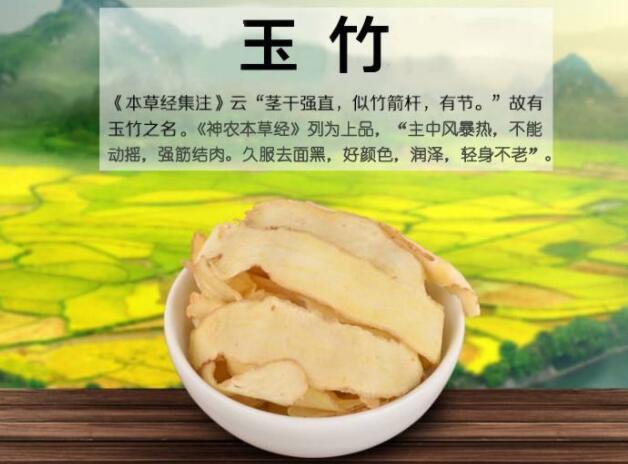 玉竹
《本草经集注》云“茎干强直，似竹箭杆，有节。”故有
玉竹之名。《神农本草经》列为上品，“主中风暴热，不能
动摇，强筋结肉。久服去面黑，好颜色，润泽，轻身不老”。